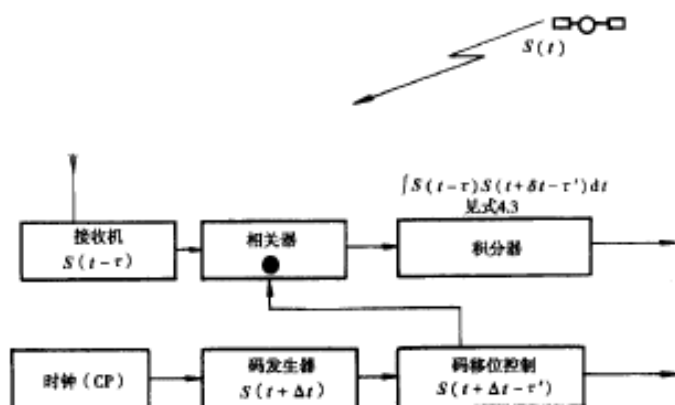 S(t)
∫S(t-τ)S(t+δt-τ')dt
见式4.3
接收机
S(t-τ)
相关器
积分器
时钟(CP)
码发生器
S(t+Δt)
码移位控制
S(t+Δt-τ')